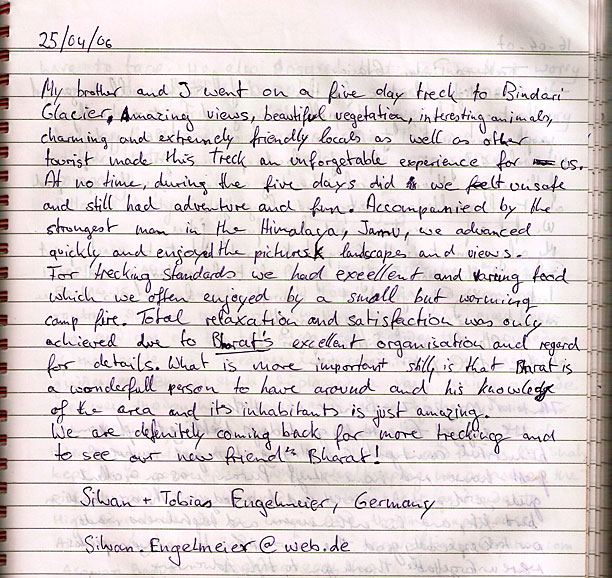 25/04/06
My brother and I went on a five day treck to Bindari
Glacier, Amazing views, beautiful vegetation, interesting animals,
charming and extremely friendly locals as well as other
tourist made this treck an unforgetable experience for us.
At no time, during the five days did we feelt unsafe
and still had adventure and fun. Accompannied by the
strongest man in the Himalaya, we advanced
quickly and enjoyed the pictures landscapes and views.
For trecking standards we had excellent and varing food
which we often enjoyed by a small but worming
camp fire. Total relaxation and satisfaction was only
achieved due to Bharat's excellent organisation and regard
for details. What is more important still, is that Bharat is
a wonderfull person to have around and his knowledge
of the area and its inhabitants is just amazing.
We are definitely coming back for more trecking and
to see our new friend Bharat!
Silvan + Tobias Engelmeier, Germany
Silvan.Engelmeier@web.de